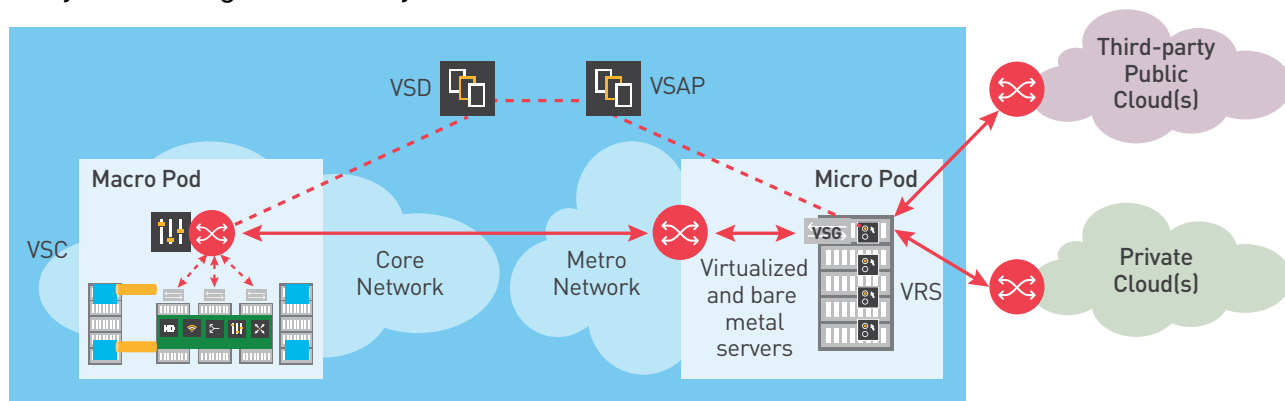 Third-party
Public
Cloud(s)
VSD
VSAP
Macro Pod
Micro Pod
VSC
VSG
Core
Network
Metro
Network
Virtualized
and bare
metal
servers
VRS
Private
Cloud(s)
HD